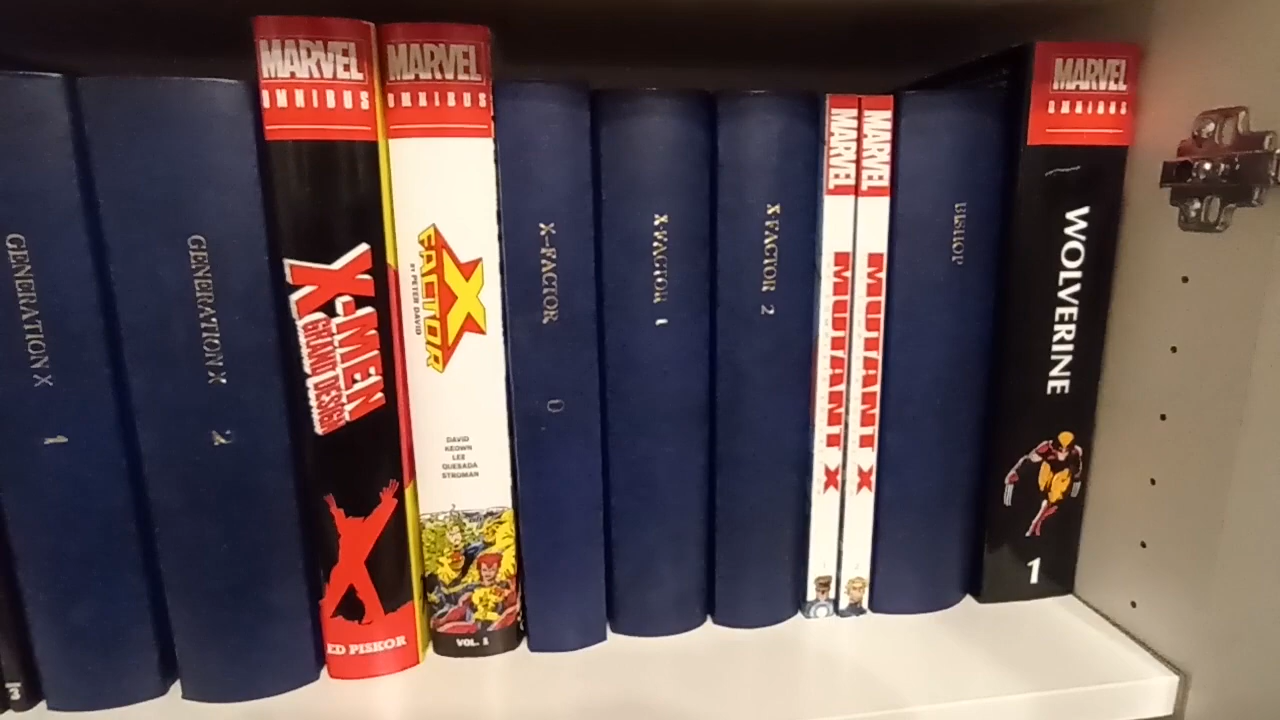 3
GENERATION X
1
GENERATION X
2
MARVEL
OMNIBUS
X-MEN
GRAND DESIGN
ED PISKOR
MARVEL
OMNIBUS
X
FACTOR
BY PETER DAVID
DAVID
KEOWN
LEE
QUESADA
STROMAN
VOL. 1
X-FACTOR
0
X-FACTOR 1
X-FACTOR 2
MARVEL
MUTANT X
MARVEL
MUTANT X
BISHOP
MARVEL
OMNIBUS
WOLVERINE
1